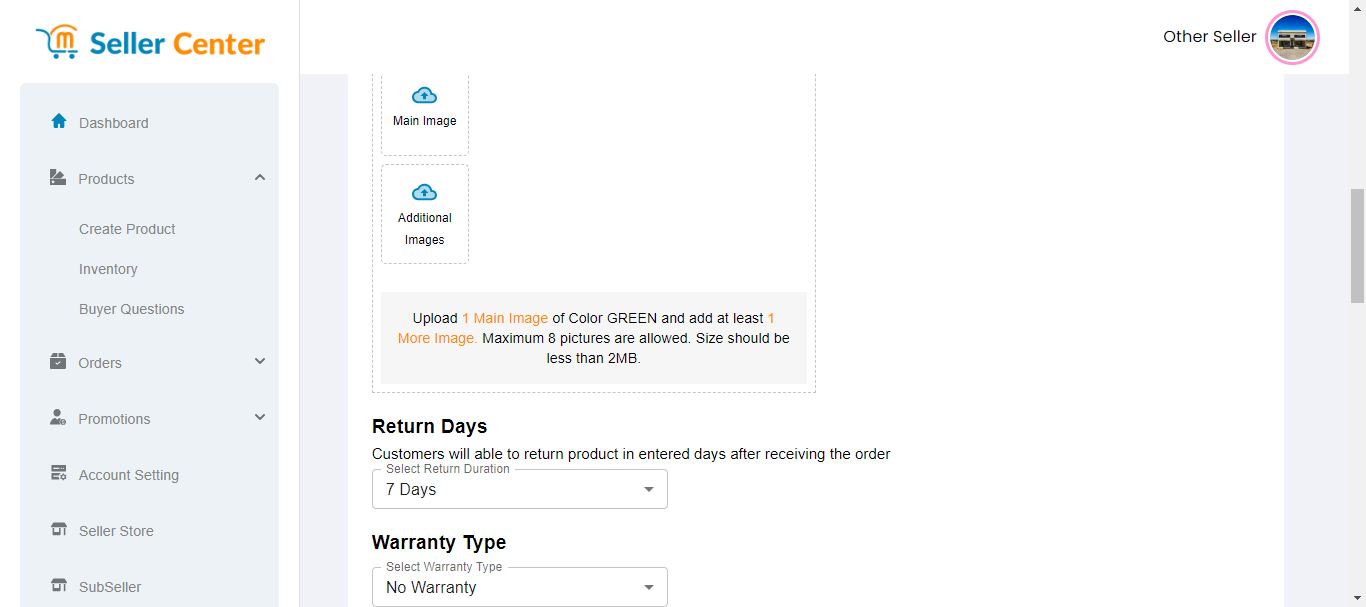 Seller Center
Other Seller
Dashboard
Products
Create Product
Inventory
Buyer Questions
Orders
Promotions
Account Setting
Seller Store
SubSeller
Main Image
Additional
Images
Upload 1 Main Image of Color GREEN and add at least 1
More Image. Maximum 8 pictures are allowed. Size should be
less than 2MB.
Return Days
Customers will able to return product in entered days after receiving the order
Select Return Duration
7 Days
Warranty Type
Select Warranty Type
No Warranty